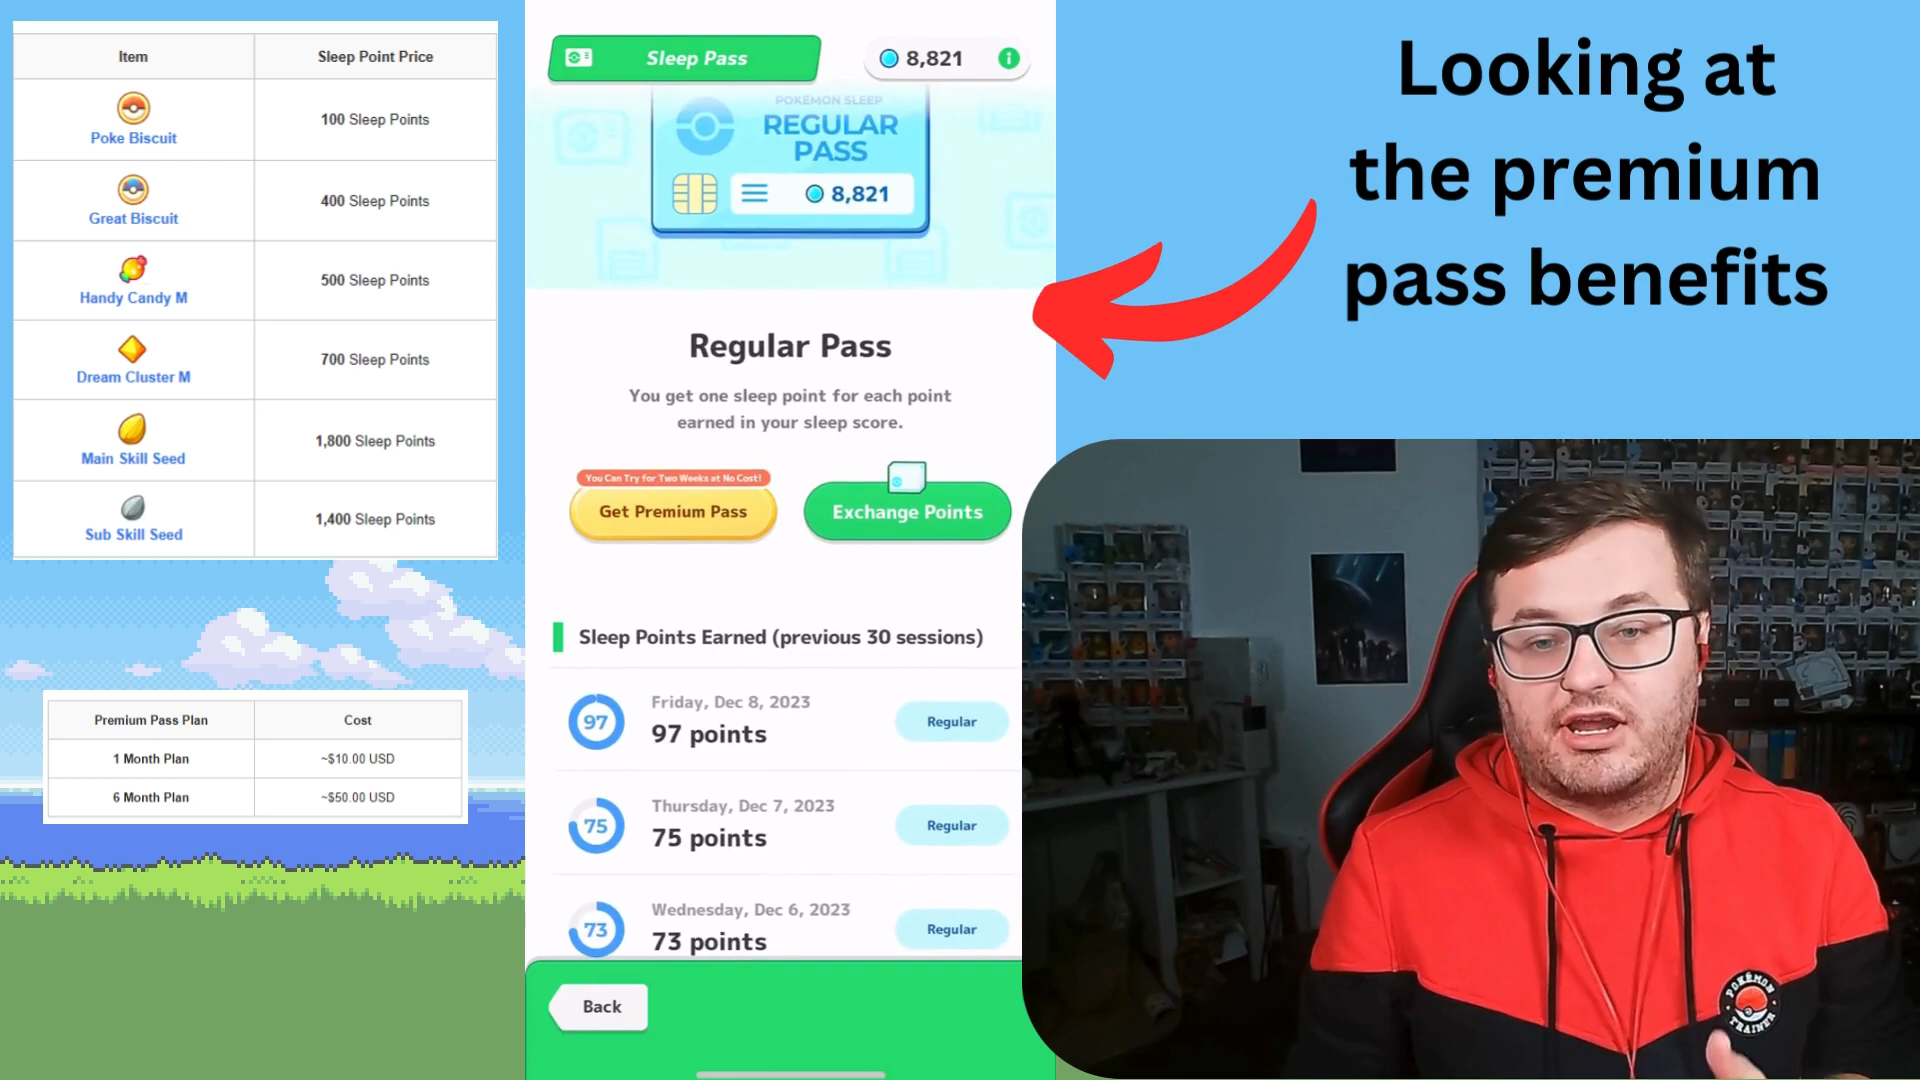 Item
Sleep Point Price
Poke Biscuit
100 Sleep Points
Great Biscuit
400 Sleep Points
Handy Candy M
500 Sleep Points
Dream Cluster M
700 Sleep Points
Main Skill Seed
1,800 Sleep Points
Sub Skill Seed
1,400 Sleep Points
Premium Pass Plan
Cost
1 Month Plan
~$10.00 USD
6 Month Plan
~$50.00 USD
Sleep Pass
8,821
POKÉMON SLEEP
REGULAR
PASS
8,821
Regular Pass
You get one sleep point for each point
earned in your sleep score.
You Can Try for Two Weeks at No Cost!
Get Premium Pass
Exchange Points
Sleep Points Earned (previous 30 sessions)
97
Friday, Dec 8, 2023
97 points
Regular
75
Thursday, Dec 7, 2023
75 points
Regular
73
Wednesday, Dec 6, 2023
73 points
Regular
Back
Looking at
the premium
pass benefits
POKÉMON
TRAINER